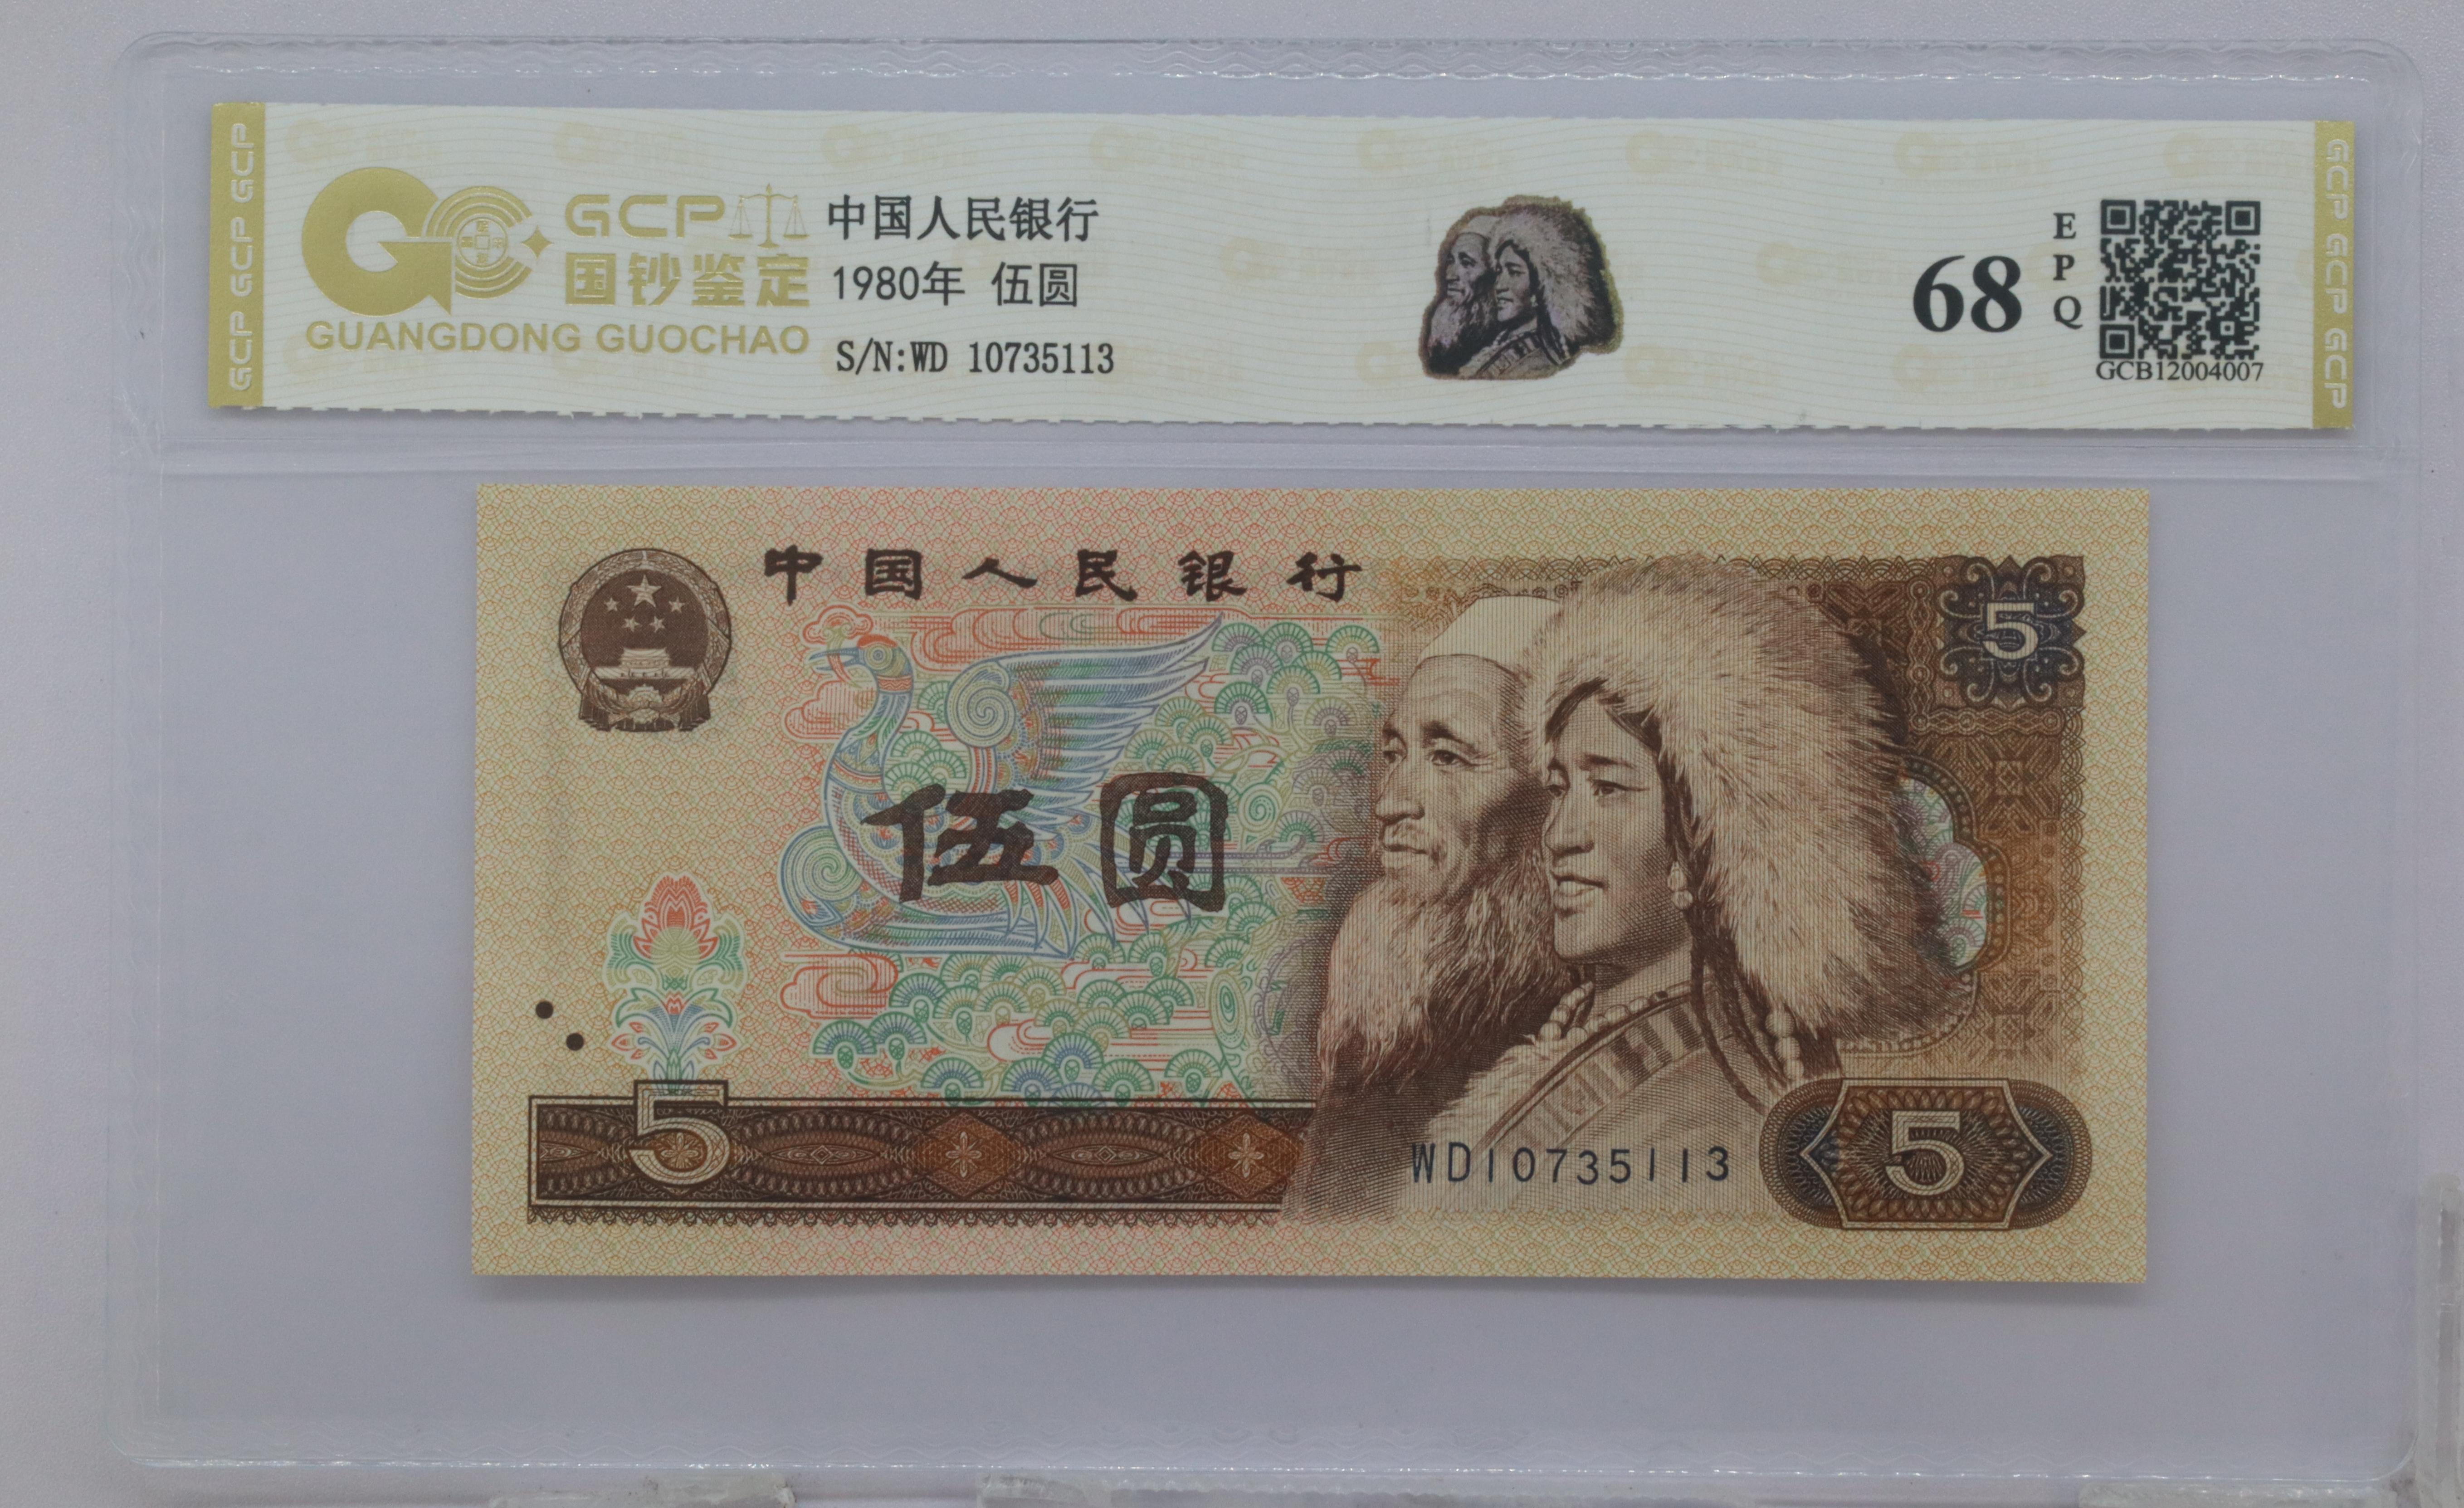 GCP GCP GCP
GCP
国钞鉴定
GUANGDONG GUOCHAO
中国人民银行
1980年 伍圆
S/N:WD 10735113
68
E
P
Q
GCB12004007
GCP GCP GCP
中国人民银行
5
伍圆
5
WD10735113
5